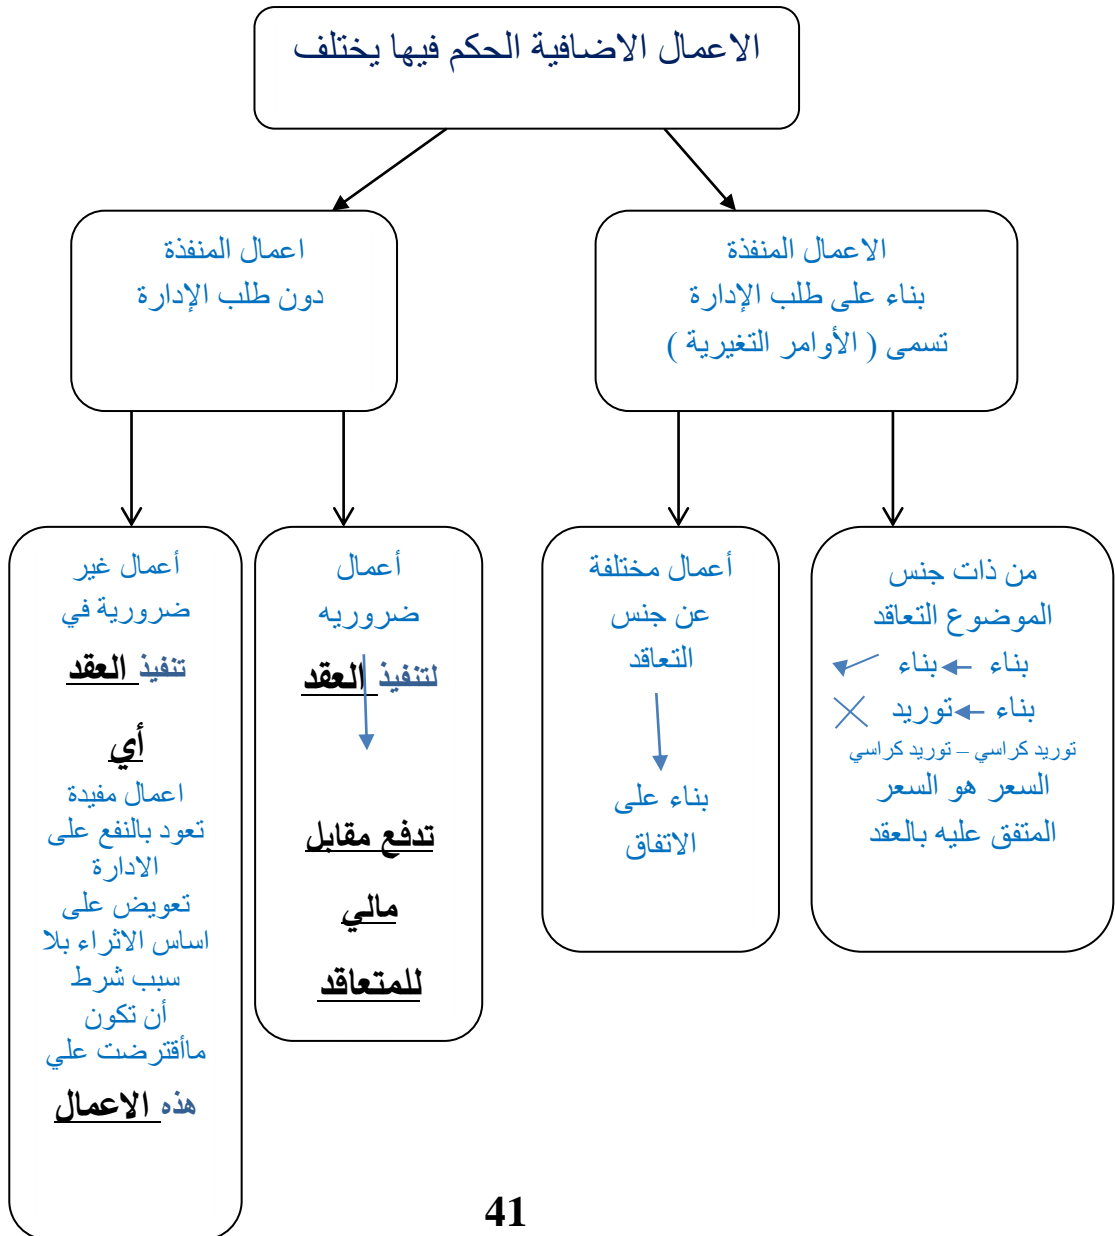 الاعمال الاضافية الحكم فيها يختلف
الاعمال المنفذة
بناء على طلب الإدارة
تسمى ( الأوامر التغيرية )
اعمال المنفذة
دون طلب الإدارة
من ذات جنس
الموضوع التعاقد
بناء ← بناء ✓
بناء ← توريد ×
توريد كراسي – توريد كراسي
السعر هو السعر
المتفق عليه بالعقد
أعمال مختلفة
عن جنس
التعاقد
بناء على
الاتفاق
أعمال
ضروريه
لتنفيذ العقد
تدفع مقابل
مالي
للمتعاقد
أعمال غير
ضرورية في
تنفيذ العقد
أي
اعمال مفيدة
تعود بالنفع على
الادارة
تعويض على
اساس الاثراء بلا
سبب شرط
أن تكون
ماأقترضت علي
هذه الاعمال
41